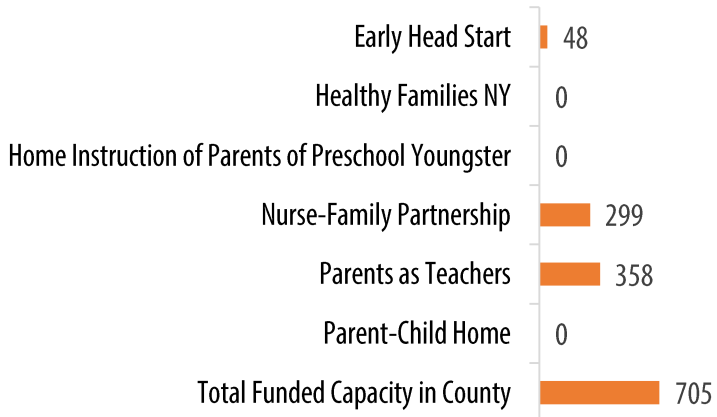 Early Head Start 48
Healthy Families NY 0
Home Instruction of Parents of Preschool Youngster 0
Nurse-Family Partnership 299
Parents as Teachers 358
Parent-Child Home 0
Total Funded Capacity in County 705